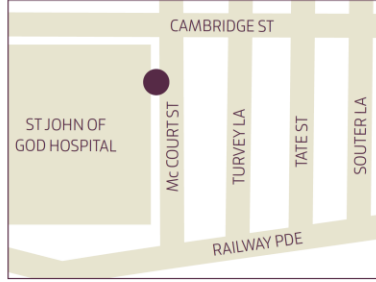 CAMBRIDGE ST
ST JOHN OF
GOD HOSPITAL
Mc COURT ST
TURVEY LA
TATE ST
SOUTER LA
RAILWAY PDE